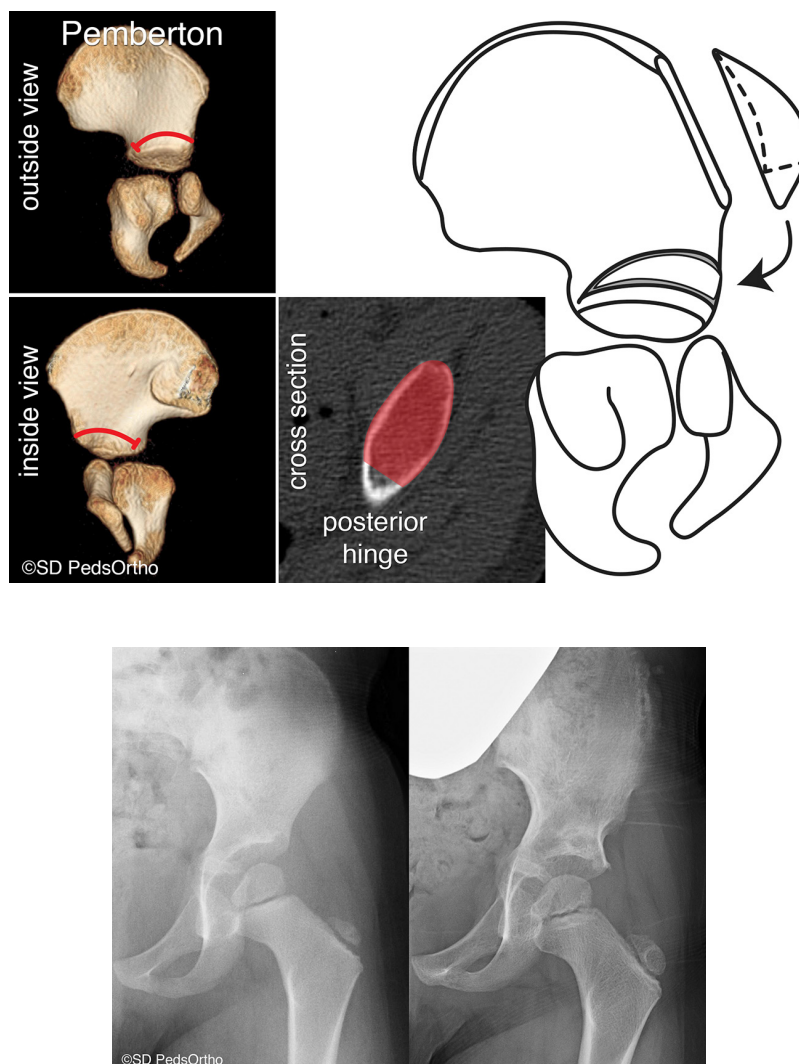 Pemberton
outside view
inside view
©SD PedsOrtho
cross section
posterior
hinge
©SD PedsOrtho